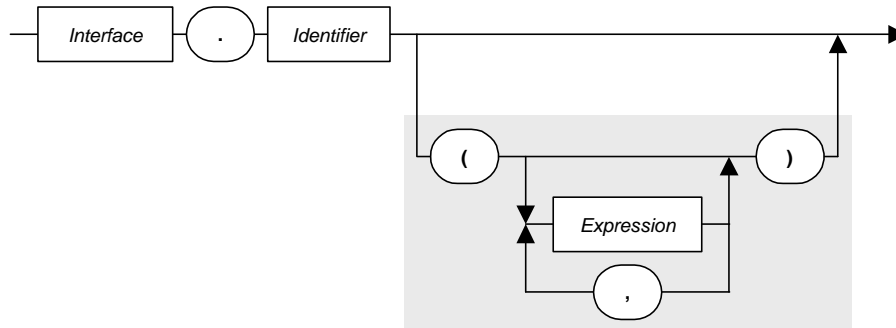 Interface . Identifier
( )
Expression
,